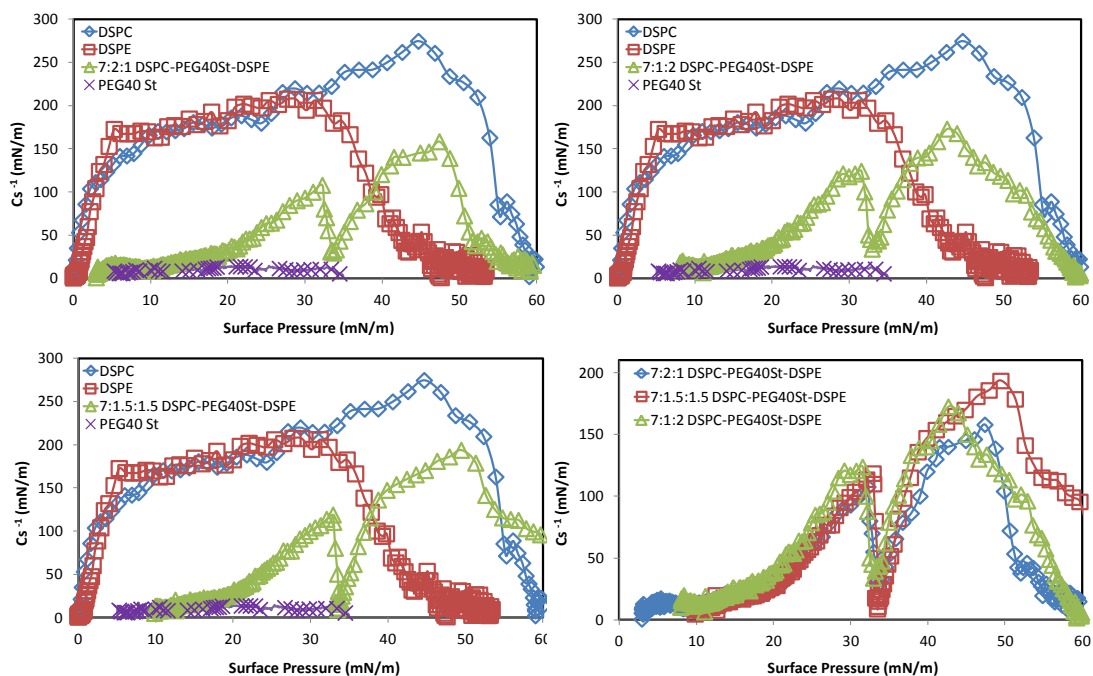 300
250
200
150
100
50
0
Cs⁻¹ (mN/m)
DSPC
DSPE
7:2:1 DSPC-PEG40St-DSPE
PEG40 St
0 10 20 30 40 50 60
Surface Pressure (mN/m)
300
250
200
150
100
50
0
Cs⁻¹ (mN/m)
DSPC
DSPE
7:1:2 DSPC-PEG40St-DSPE
PEG40 St
0 10 20 30 40 50 60
Surface Pressure (mN/m)
300
250
200
150
100
50
0
Cs⁻¹ (mN/m)
DSPC
DSPE
7:1.5:1.5 DSPC-PEG40St-DSPE
PEG40 St
0 10 20 30 40 50 60
Surface Pressure (mN/m)
200
150
100
50
0
Cs⁻¹ (mN/m)
7:2:1 DSPC-PEG40St-DSPE
7:1.5:1.5 DSPC-PEG40St-DSPE
7:1:2 DSPC-PEG40St-DSPE
0 10 20 30 40 50 60
Surface Pressure (mN/m)